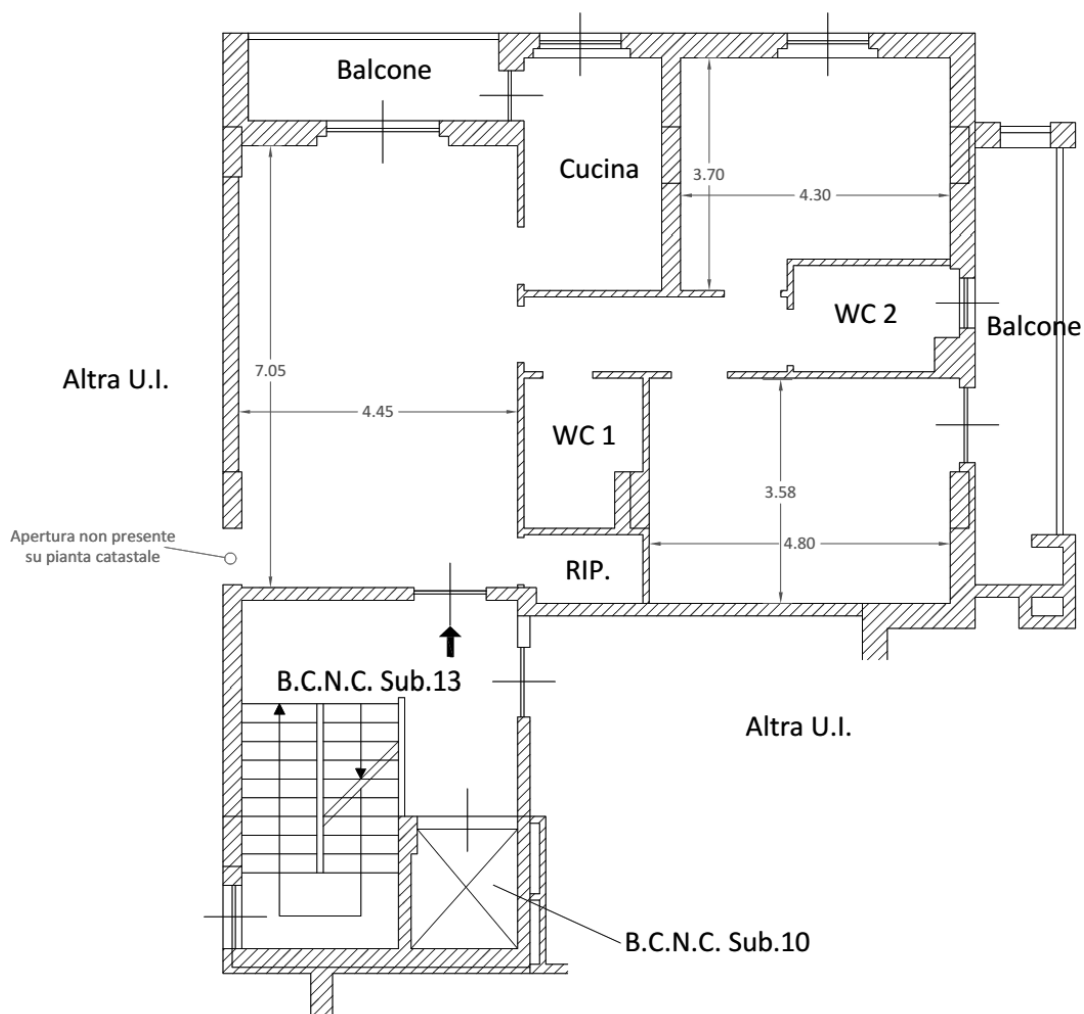 Balcone
Cucina
3.70
4.30
WC 2
Balcone
Altra U.I.
7.05
4.45
WC 1
3.58
Apertura non presente
su pianta catastale
4.80
RIP.
B.C.N.C. Sub.13
Altra U.I.
B.C.N.C. Sub.10